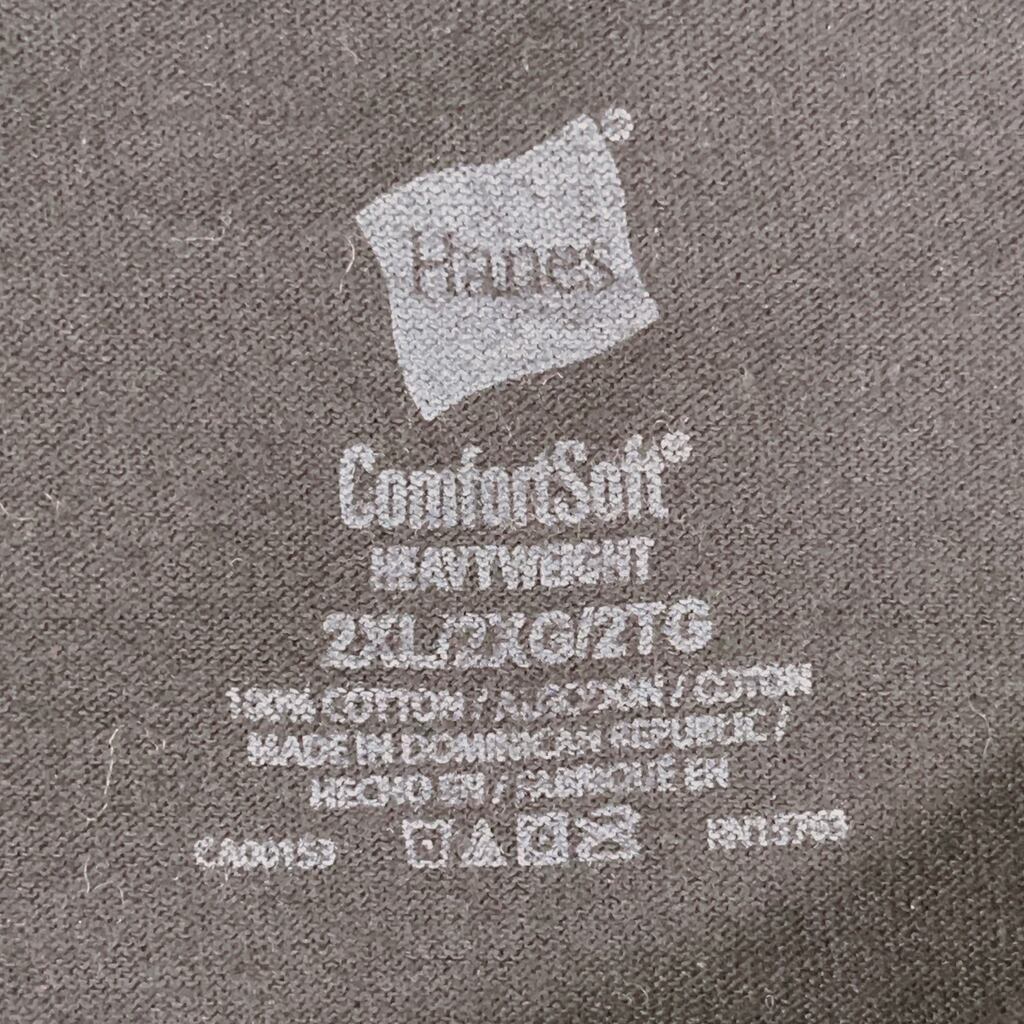 Hanes®
ComfortSoft®
HEAVYWEIGHT
2XL/2XG/2TG
100% COTTON / ALGODON / COTON
MADE IN DOMINICAN REPUBLIC /
HECHO EN / FABRIQUE EN
CA00153 RN15763